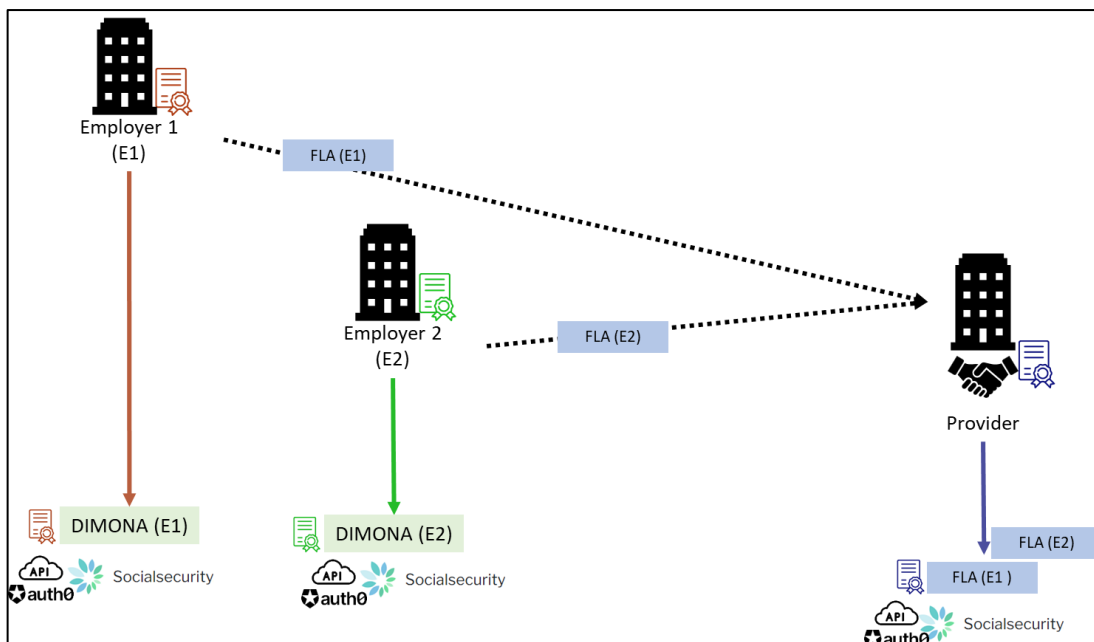 Employer 1
(E1)
FLA (E1)
Employer 2
(E2)
FLA (E2)
Provider
DIMONA (E1)
API
auth0
Socialsecurity
DIMONA (E2)
API
auth0
Socialsecurity
FLA (E2)
FLA (E1 )
API
auth0
Socialsecurity